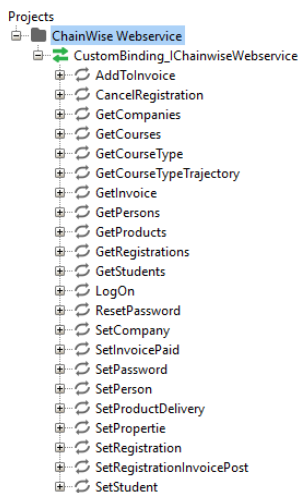 Projects
ChainWise Webservice
CustomBinding_IChainwiseWebservice
AddToInvoice
CancelRegistration
GetCompanies
GetCourses
GetCourseType
GetCourseTypeTrajectory
GetInvoice
GetPersons
GetProducts
GetRegistrations
GetStudents
LogOn
ResetPassword
SetCompany
SetInvoicePaid
SetPassword
SetPerson
SetProductDelivery
SetPropertie
SetRegistration
SetRegistrationInvoicePost
SetStudent